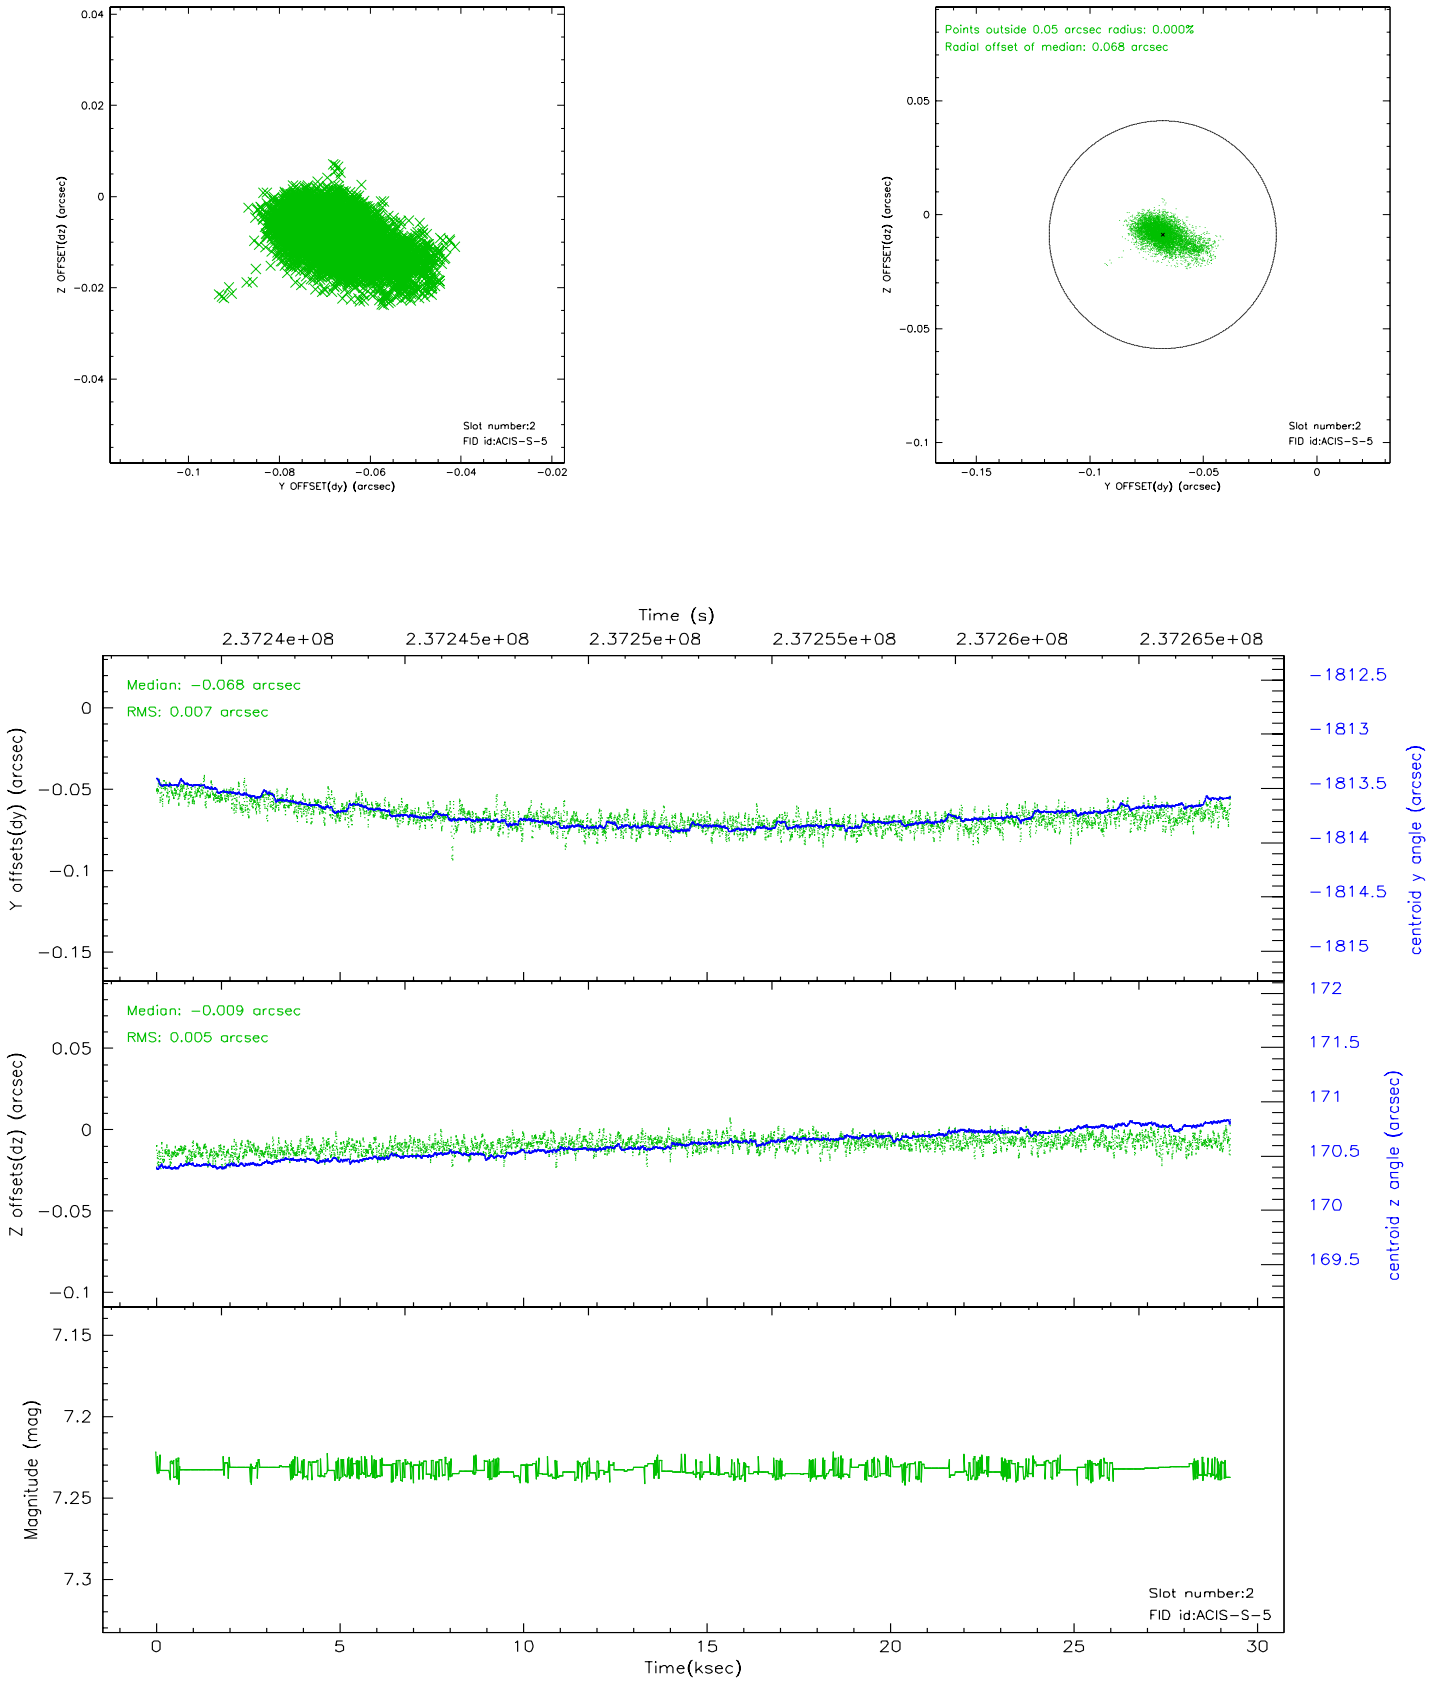 0.04
0.02
0
−0.02
−0.04
Z OFFSET(dz) (arcsec)
Slot number:2
FID id:ACIS−S−5
−0.1
−0.08
−0.06
−0.04
−0.02
Y OFFSET(dy) (arcsec)
Points outside 0.05 arcsec radius: 0.000%
Radial offset of median: 0.068 arcsec
0.05
0
−0.05
−0.1
Z OFFSET(dz) (arcsec)
Slot number:2
FID id:ACIS−S−5
−0.15
−0.1
−0.05
0
Y OFFSET(dy) (arcsec)
Time (s)
2.3724e+08
2.37245e+08
2.3725e+08
2.37255e+08
2.3726e+08
2.37265e+08
Median: −0.068 arcsec
RMS: 0.007 arcsec
0
−0.05
−0.1
−0.15
Y offsets(dy) (arcsec)
−1812.5
−1813
−1813.5
−1814
−1814.5
−1815
centroid y angle (arcsec)
Median: −0.009 arcsec
RMS: 0.005 arcsec
0.05
0
−0.05
−0.1
Z offsets(dz) (arcsec)
172
171.5
171
170.5
170
169.5
centroid z angle (arcsec)
7.15
7.2
7.25
7.3
Magnitude (mag)
Slot number:2
FID id:ACIS−S−5
0
5
10
15
20
25
30
Time(ksec)